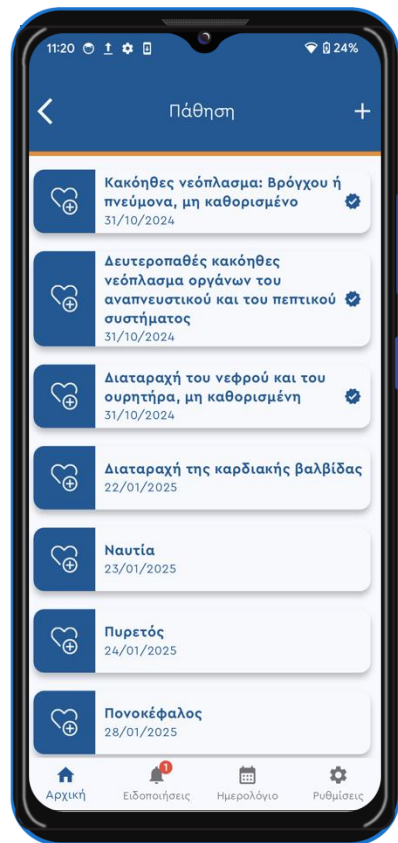 11:20 24%
Πάθηση
Κακόηθες νεόπλασμα: Βρόγχου ή
πνεύμονα, μη καθορισμένο
31/10/2024
Δευτεροπαθές κακόηθες
νεόπλασμα οργάνων του
αναπνευστικού και του πεπτικού
συστήματος
31/10/2024
Διαταραχή του νεφρού και του
ουρητήρα, μη καθορισμένη
31/10/2024
Διαταραχή της καρδιακής βαλβίδας
22/01/2025
Ναυτία
23/01/2025
Πυρετός
24/01/2025
Πονοκέφαλος
28/01/2025
1
Αρχική Ειδοποιήσεις Ημερολόγιο Ρυθμίσεις